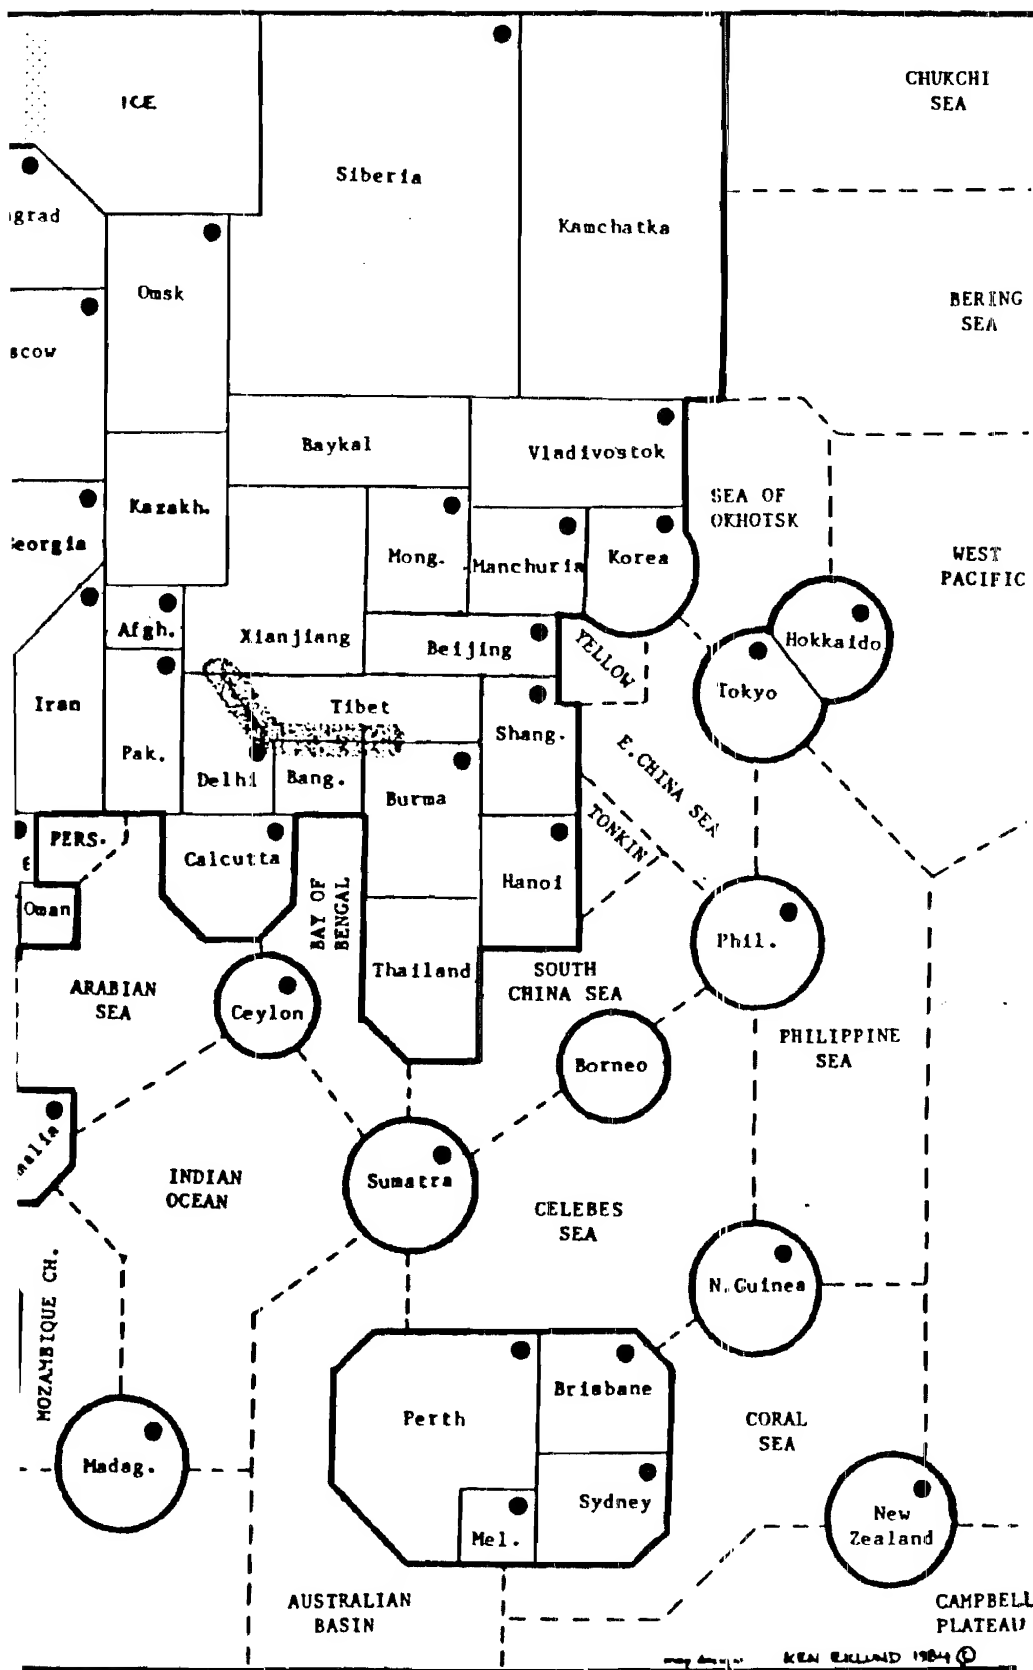 CHUKCHI
SEA
ICE
Siberia
Kamchatka
grad
Omsk
BERING
SEA
scow
Baykal
Vladivostok
Kazakh.
SEA OF
OKHOTSK
eorgia
Mong.
Manchuria
Korea
WEST
PACIFIC
Afgh.
Xianjiang
Beijing
YELLOW
Hokkaido
Tokyo
Iran
Tibet
Shang.
E. CHINA SEA
Pak.
Delhi
Bang.
Burma
TONKIN
PERS.
E
Calcutta
Hanoi
Oman
BAY OF
BENGAL
Phil.
Thailand
SOUTH
CHINA SEA
ARABIAN
SEA
Ceylon
PHILIPPINE
SEA
Borneo
malia
INDIAN
OCEAN
Sumatra
CELEBES
SEA
N.Guinea
MOZAMBIQUE CH.
Perth
Brisbane
CORAL
SEA
Madag.
Sydney
Mel.
New
Zealand
AUSTRALIAN
BASIN
CAMPBELL
PLATEAU
map design KEN EKLUND 1984 ©